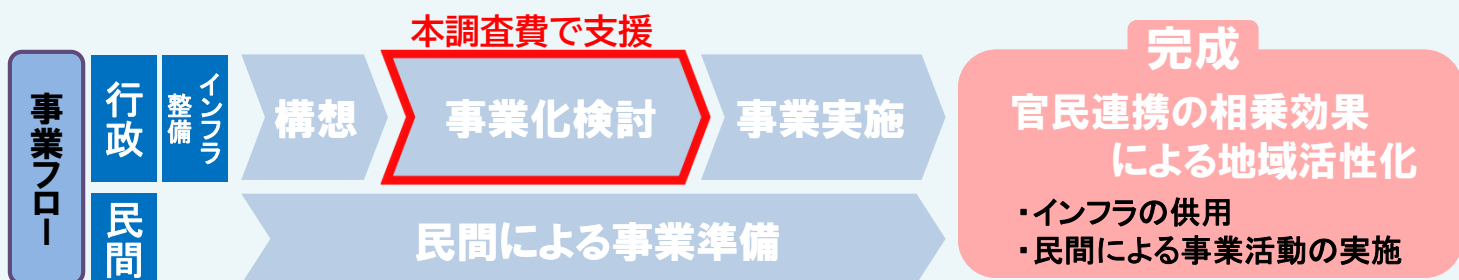 本調査費で支援
事業フロー
行政
インフラ
整備
構想
事業化検討
事業実施
民間
民間による事業準備
完成
官民連携の相乗効果
による地域活性化
・インフラの供用
・民間による事業活動の実施